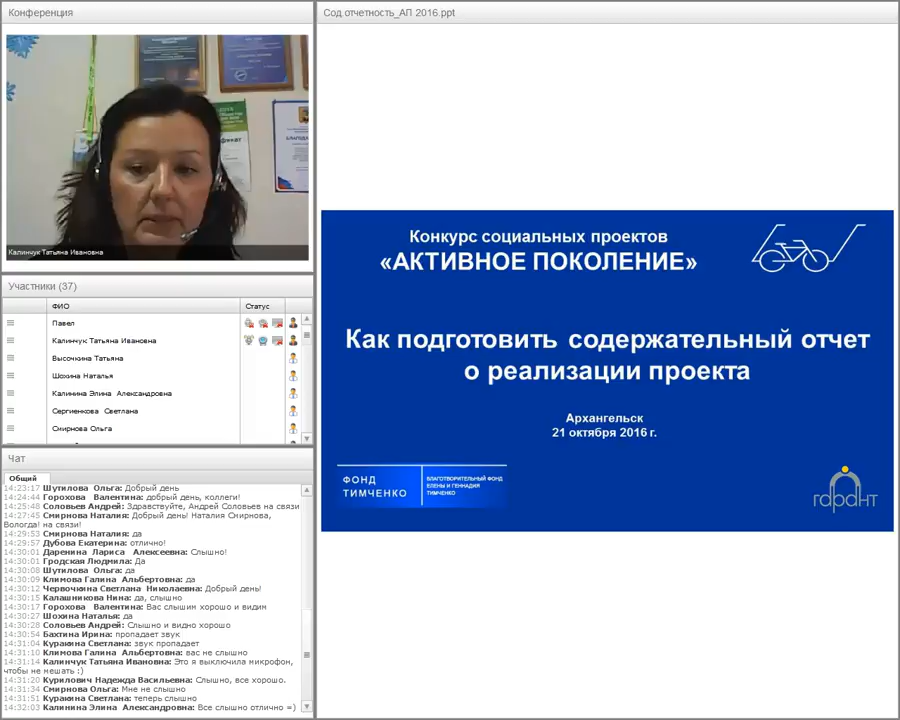 Конференция
БЛАГОДА
Калинчук Татьяна Ивановна
Участники (37)
ФИО
Статус
Павел
Калинчук Татьяна Ивановна
Высочкина Татьяна
Шохина Наталья
Калинина Элина Александровна
Сергиенкова Светлана
Смирнова Ольга
Чат
Общий
14:23:17 Шутилова Ольга: Добрый день
14:24:44 Горохова Валентина: добрый день, коллеги!
14:25:48 Соловьев Андрей: Здравствуйте, Андрей Соловьев на связи
14:27:45 Смирнова Наталия: Добрый день! Наталия Смирнова,
Вологда! на связи!
14:29:53 Смирнова Наталия: да
14:29:57 Дубова Екатерина: отлично!
14:30:01 Даренина Лариса Алексеевна: Слышно!
14:30:01 Гродская Людмила: Да
14:30:08 Шутилова Ольга: да
14:30:09 Климова Галина Альбертовна: да
14:30:12 Червочкина Светлана Николаевна: Добрый день!
14:30:15 Калашникова Нина: да, слышно
14:30:17 Горохова Валентина: Вас слышим хорошо и видим
14:30:27 Шохина Наталья: да
14:30:28 Соловьев Андрей: Слышно и видно хорошо
14:30:54 Бахтина Ирина: пропадает звук
14:31:04 Куракина Светлана: звук пропадает
14:31:10 Климова Галина Альбертовна: вас не слышно
14:31:14 Калинчук Татьяна Ивановна: Это я выключила микрофон,
чтобы не мешать :)
14:31:20 Курилович Надежда Васильевна: Слышно, все хорошо.
14:31:34 Смирнова Ольга: Мне не слышно
14:31:51 Куракина Светлана: теперь слышно
14:32:03 Калинина Элина Александровна: Все слышно отлично =)
Сод.отчетность_АП 2016.ppt
Конкурс социальных проектов
«АКТИВНОЕ ПОКОЛЕНИЕ»
Как подготовить содержательный отчет
о реализации проекта
Архангельск
21 октября 2016 г.
ФОНД
ТИМЧЕНКО
БЛАГОТВОРИТЕЛЬНЫЙ ФОНД
ЕЛЕНЫ И ГЕННАДИЯ
ТИМЧЕНКО
гарант